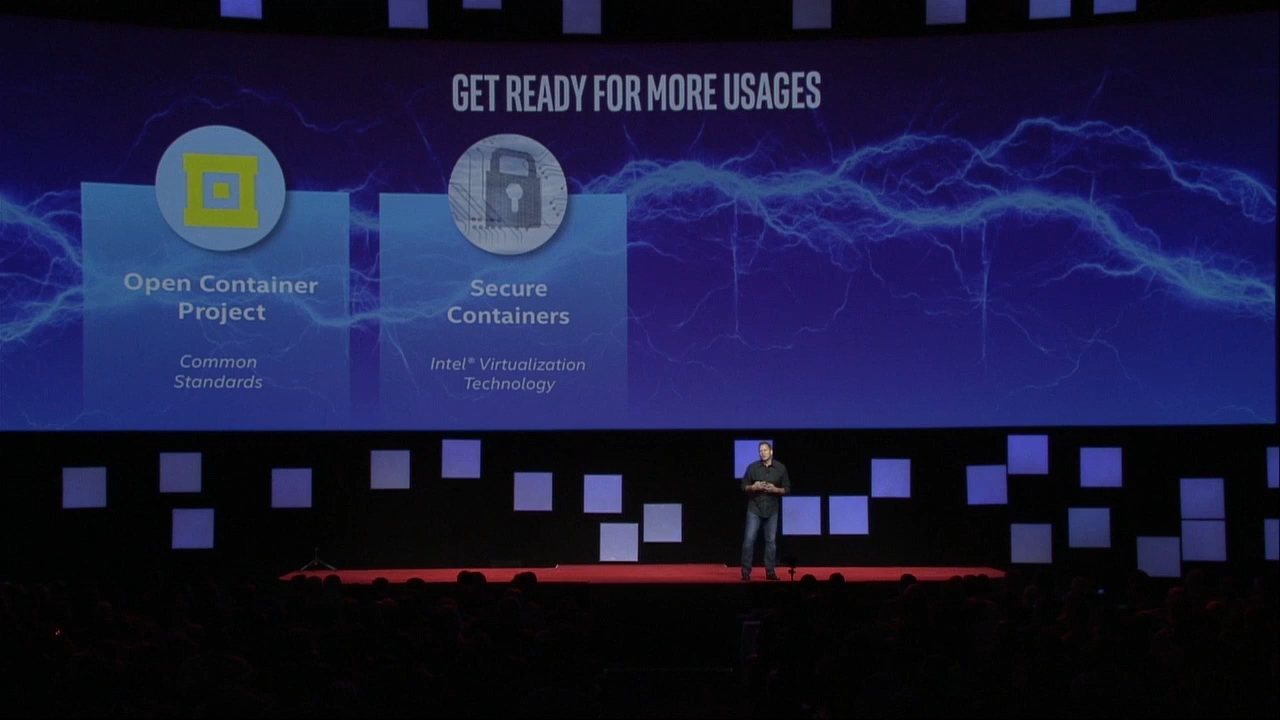 GET READY FOR MORE USAGES
Open Container
Project
Common
Standards
Secure
Containers
Intel® Virtualization
Technology